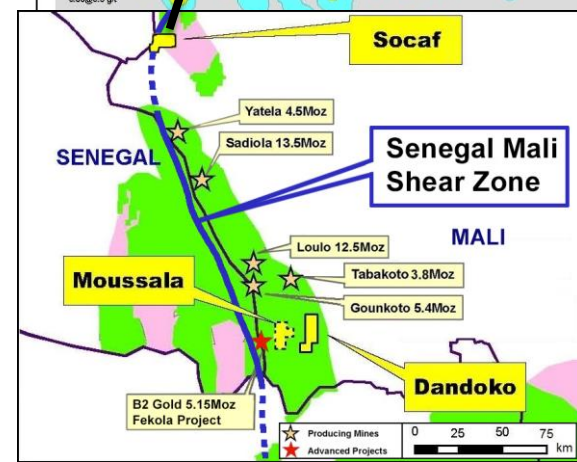 Socaf
Yatela 4.5Moz
SENEGAL
Sadiola 13.5Moz
Senegal Mali
Shear Zone
MALI
Loulo 12.5Moz
Moussala
Tabakoto 3.8Moz
Gounkoto 5.4Moz
Dandoko
B2 Gold 5.15Moz
Fekola Project
Producing Mines
Advanced Projects
0 25 50 75
km